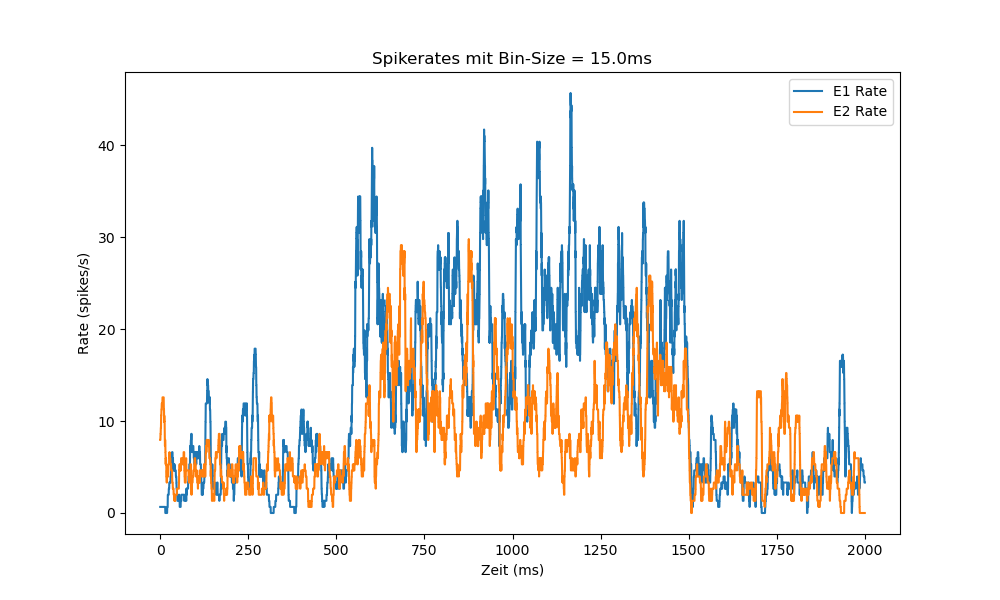 Spikerates mit Bin-Size = 15.0ms
E1 Rate
E2 Rate
Rate (spikes/s)
40
30
20
10
0
0 250 500 750 1000 1250 1500 1750 2000
Zeit (ms)